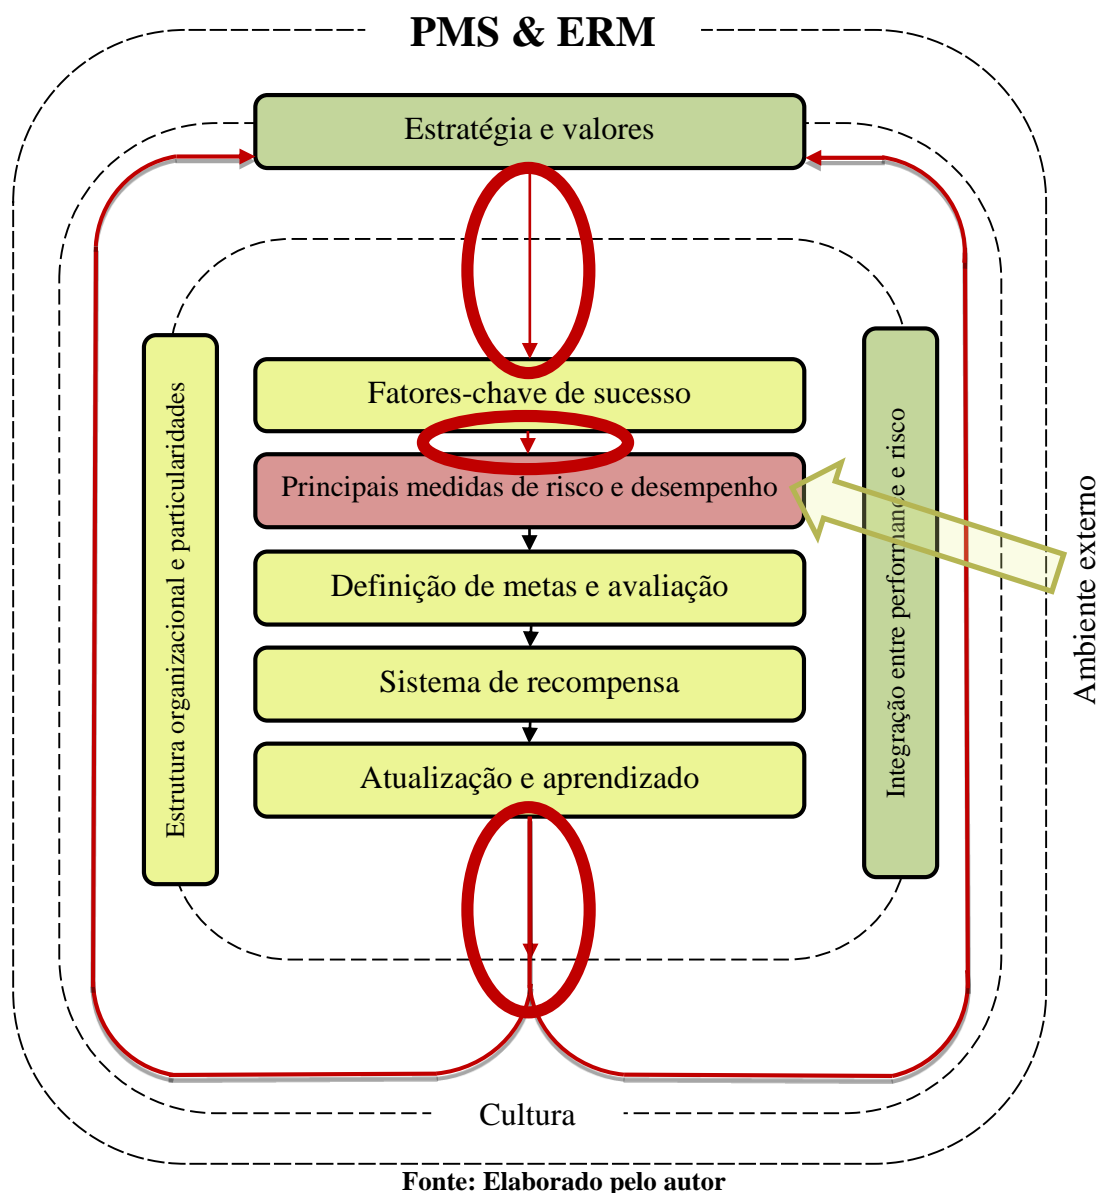 PMS & ERM
Estratégia e valores
Fatores-chave de sucesso
Principais medidas de risco e desempenho
Definição de metas e avaliação
Sistema de recompensa
Atualização e aprendizado
Estrutura organizacional e particularidades
Integração entre performance e risco
Ambiente externo
Cultura
Fonte: Elaborado pelo autor